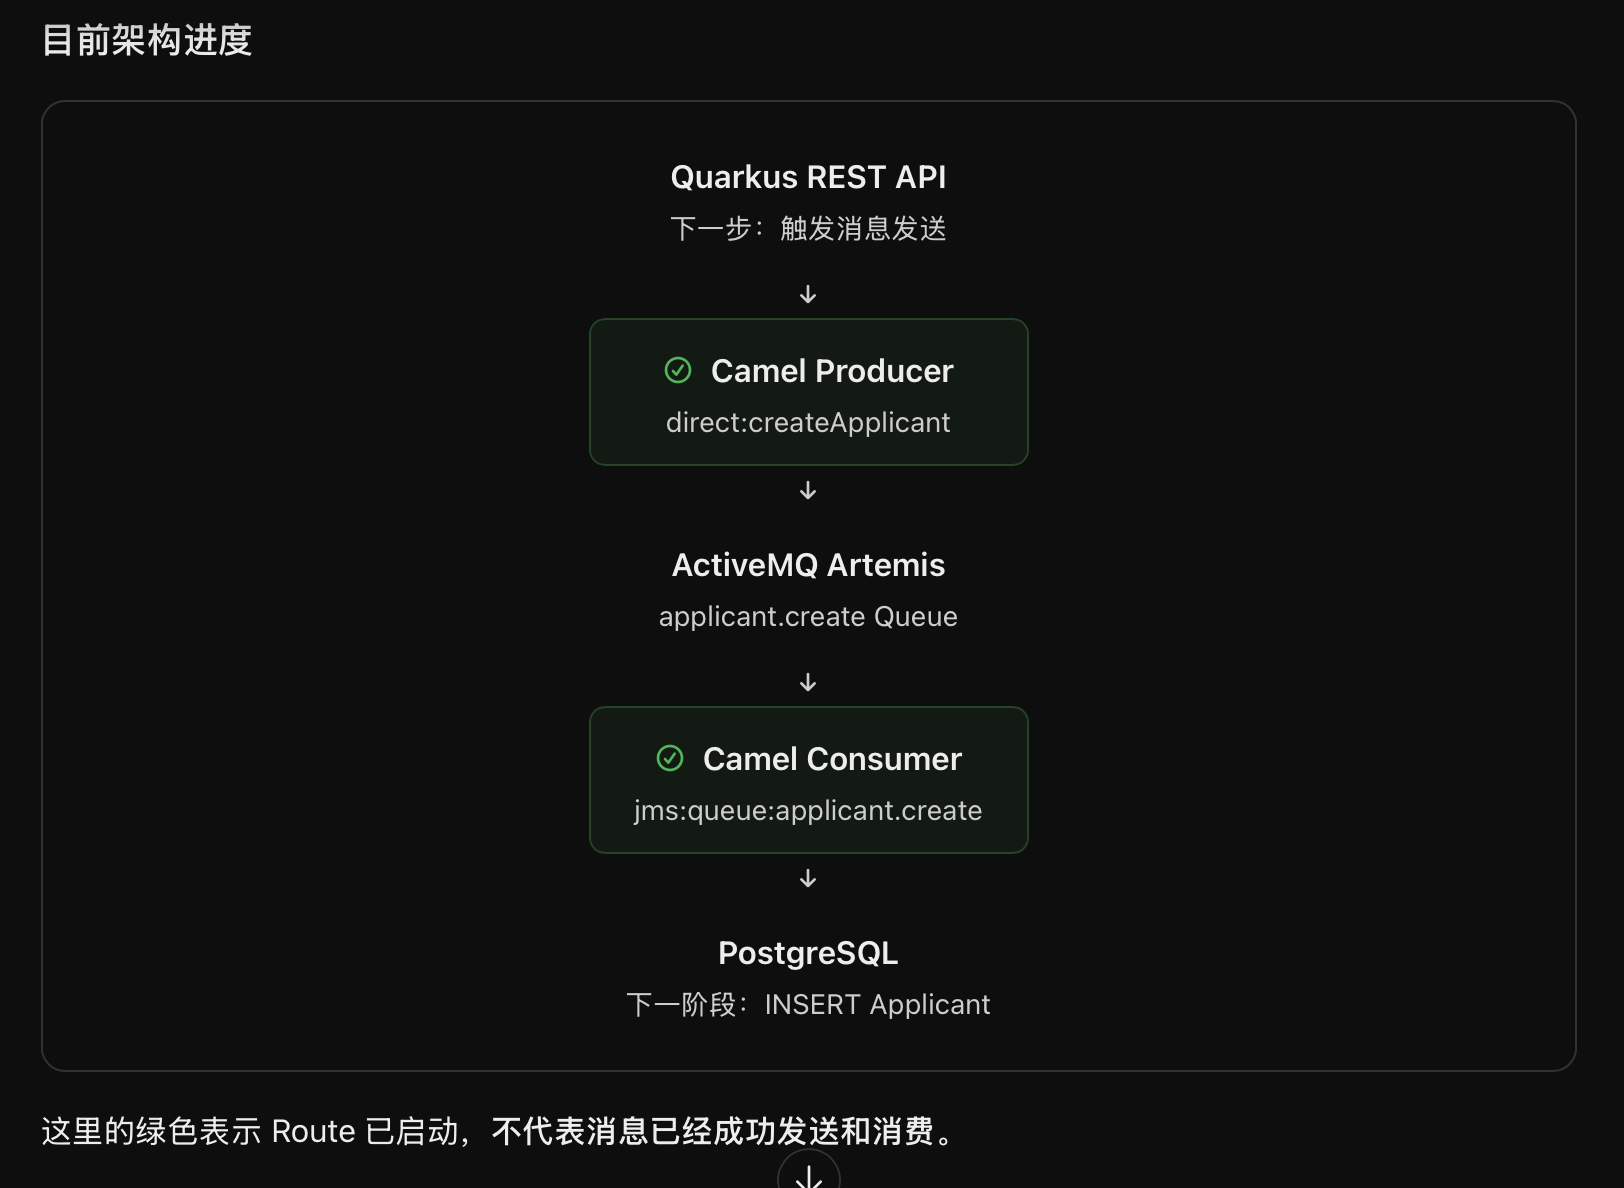 目前架构进度
Quarkus REST API
下一步：触发消息发送
↓
Camel Producer
direct:createApplicant
↓
ActiveMQ Artemis
applicant.create Queue
↓
Camel Consumer
jms:queue:applicant.create
↓
PostgreSQL
下一阶段：INSERT Applicant
这里的绿色表示 Route 已启动，不代表消息已经成功发送和消费。